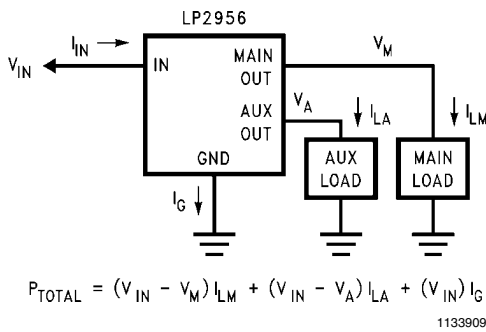 LP2956
I_IN
V_IN
IN
MAIN
OUT
V_M
AUX
OUT
V_A
I_LA
I_LM
GND
I_G
AUX
LOAD
MAIN
LOAD
P_TOTAL = (V_IN − V_M) I_LM + (V_IN − V_A) I_LA + (V_IN) I_G
1133909